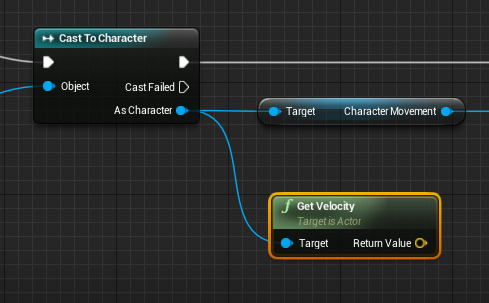 Cast To Character
Object
Cast Failed
As Character
Target
Character Movement
f Get Velocity
Target is Actor
Target
Return Value